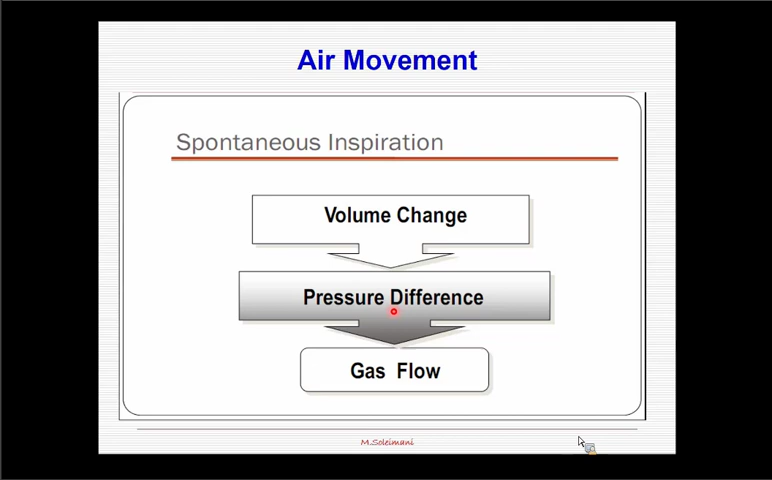 Air Movement
Spontaneous Inspiration
Volume Change
Pressure Difference
Gas Flow
M.Soleimani